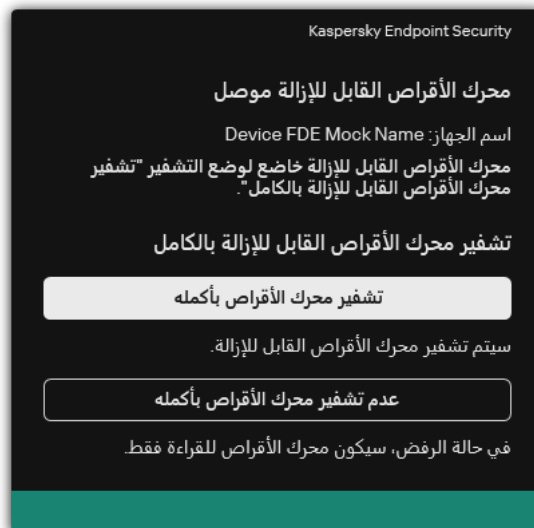 Kaspersky Endpoint Security
محرك الأقراص القابل للإزالة موصل
اسم الجهاز: Device FDE Mock Name
محرك الأقراص القابل للإزالة خاضع لوضع التشفير "تشفير
محرك الأقراص القابل للإزالة بالكامل".
تشفير محرك الأقراص القابل للإزالة بالكامل
تشفير محرك الأقراص بأكمله
سيتم تشفير محرك الأقراص القابل للإزالة.
عدم تشفير محرك الأقراص بأكمله
في حالة الرفض، سيكون محرك الأقراص للقراءة فقط.